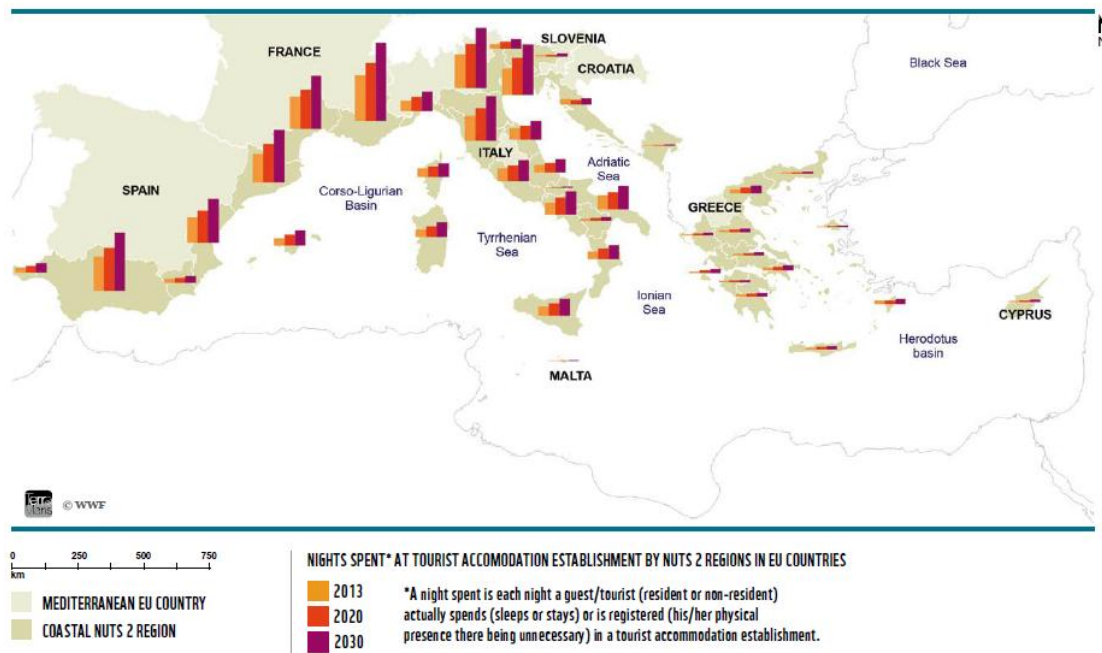 FRANCE
SLOVENIA
CROATIA
Black Sea
SPAIN
ITALY
Adriatic
Sea
Corso-Ligurian
Basin
GREECE
Tyrrhenian
Sea
Ionian
Sea
CYPRUS
Herodotus
basin
MALTA
© WWF
0 250 500 750
km
MEDITERRANEAN EU COUNTRY
COASTAL NUTS 2 REGION
NIGHTS SPENT* AT TOURIST ACCOMODATION ESTABLISHMENT BY NUTS 2 REGIONS IN EU COUNTRIES
2013
2020
2030
*A night spent is each night a guest/tourist (resident or non-resident)
actually spends (sleeps or stays) or is registered (his/her physical
presence there being unnecessary) in a tourist accommodation establishment.